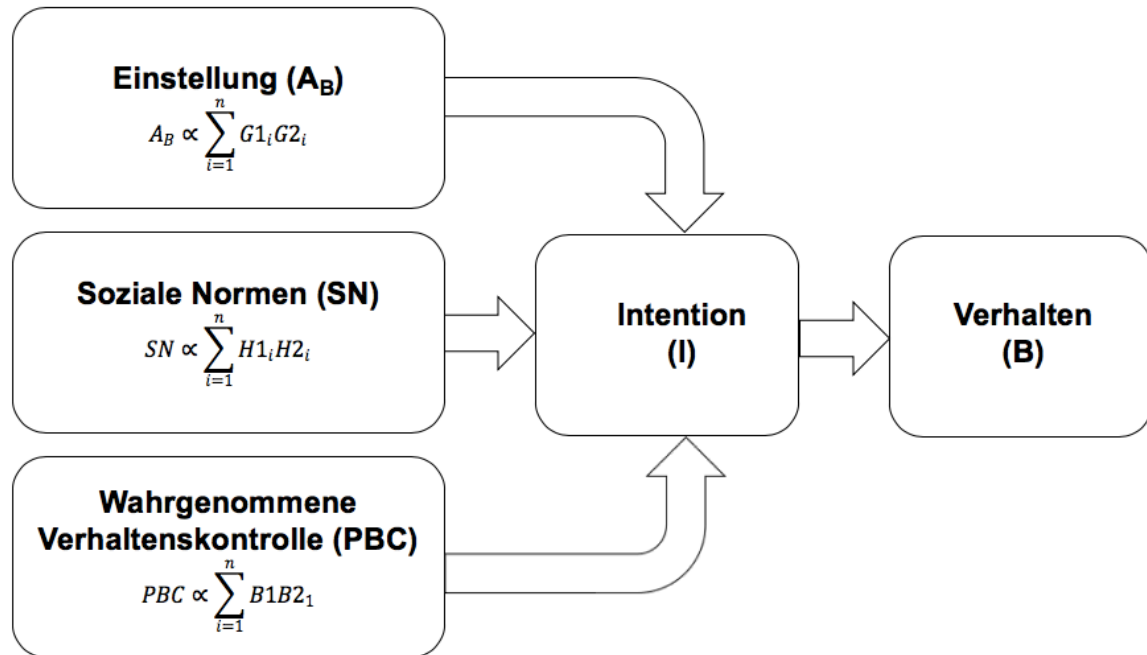 Einstellung (A_B)
A_B ∝ ∑_{i=1}^{n} G1_i G2_i
Soziale Normen (SN)
SN ∝ ∑_{i=1}^{n} H1_i H2_i
Wahrgenommene
Verhaltenskontrolle (PBC)
PBC ∝ ∑_{i=1}^{n} B1B2_1
Intention
(I)
Verhalten
(B)